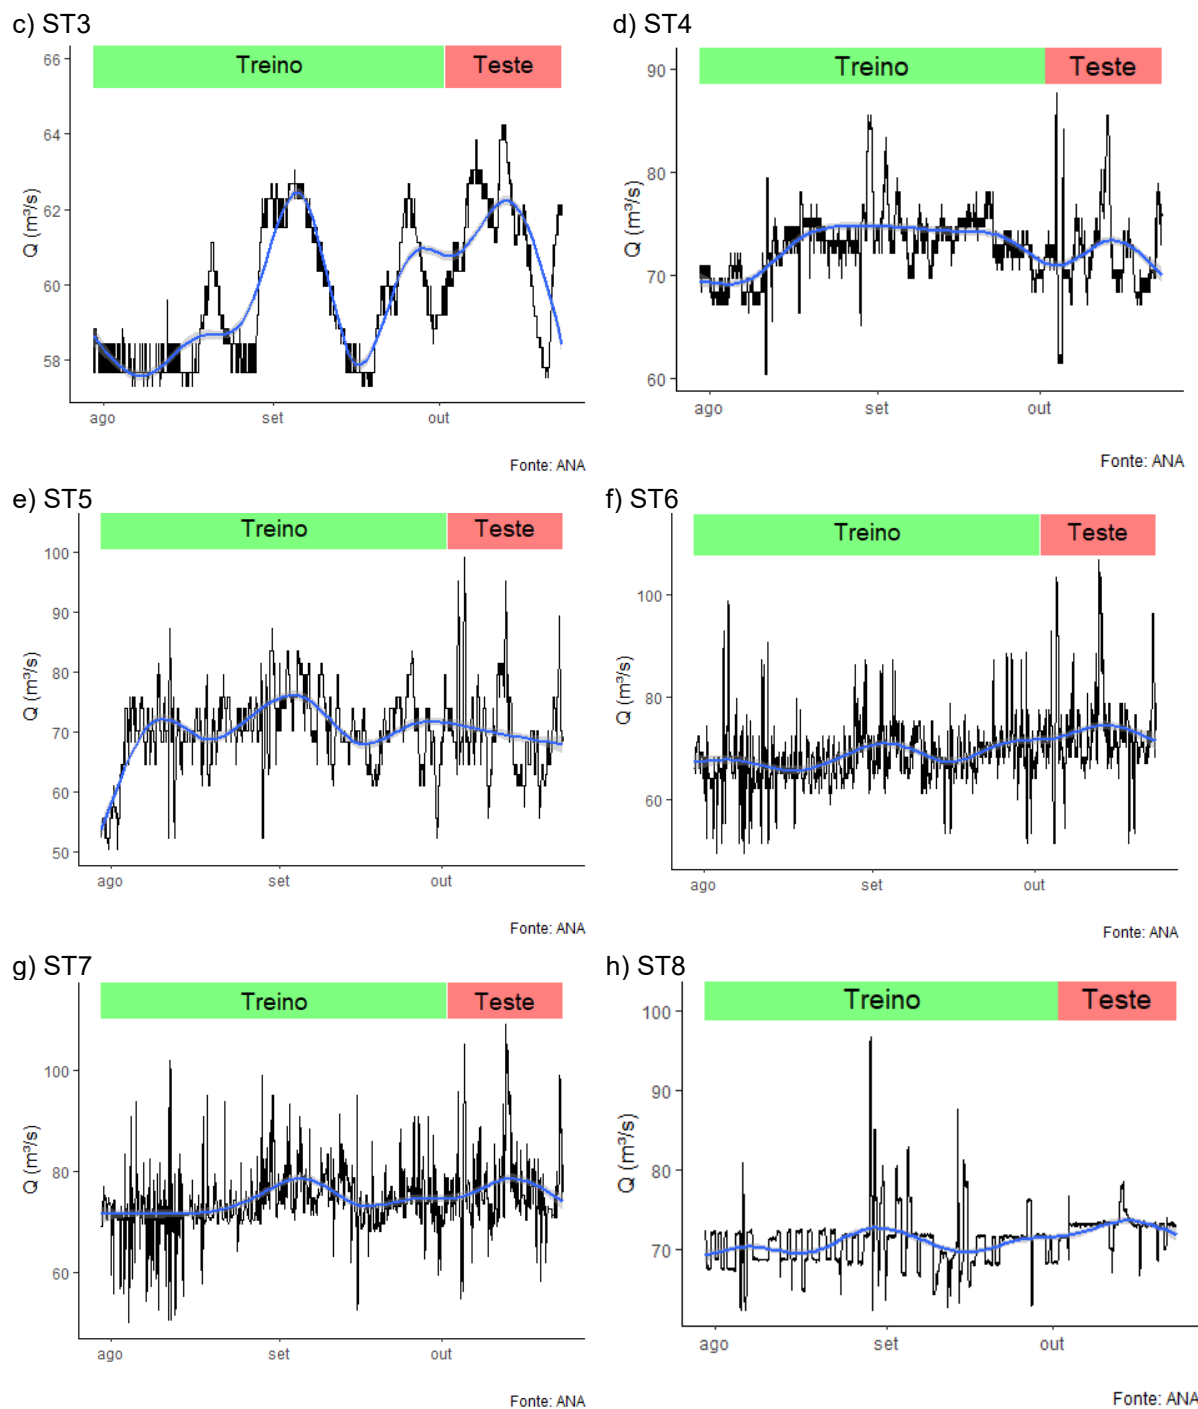 c) ST3
Treino
Teste
66
64
62
60
58
Q (m³/s)
ago
set
out
Fonte: ANA
d) ST4
Treino
Teste
90
80
70
60
Q (m³/s)
ago
set
out
Fonte: ANA
e) ST5
Treino
Teste
100
90
80
70
60
50
Q (m³/s)
ago
set
out
Fonte: ANA
f) ST6
Treino
Teste
100
80
60
Q (m³/s)
ago
set
out
Fonte: ANA
g) ST7
Treino
Teste
100
80
60
Q (m³/s)
ago
set
out
Fonte: ANA
h) ST8
Treino
Teste
100
90
80
70
Q (m³/s)
ago
set
out
Fonte: ANA